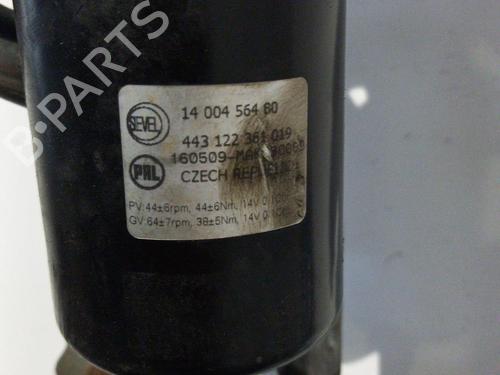 B-PARTS
SEVEL
14 004 564 80
443 122 361 019
PAL
CZECH
PV:44±6rpm, 44±6Nm, 14V
GV:64±7rpm, 38±5Nm, 14V